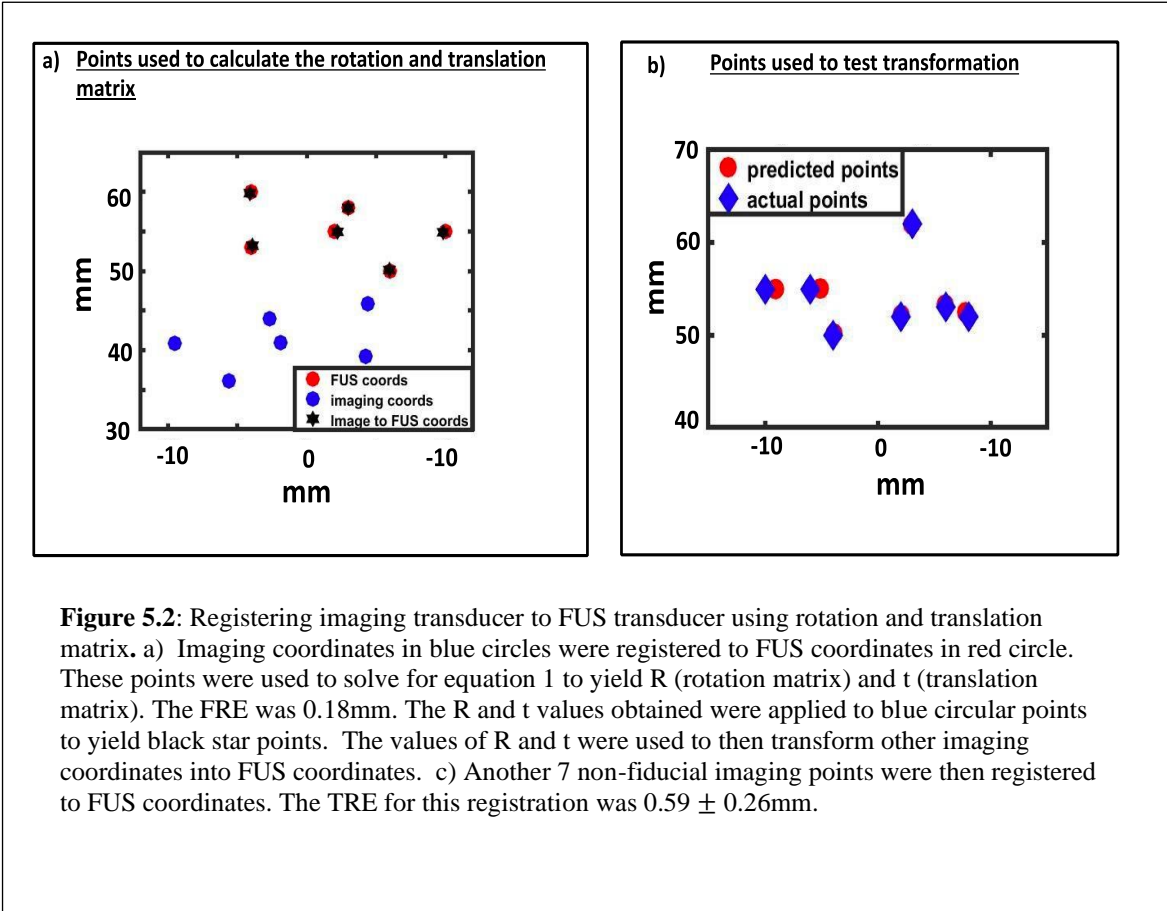 a) Points used to calculate the rotation and translation
matrix
60
50
40
30
mm
-10
0
-10
mm
FUS coords
imaging coords
Image to FUS coords
b) Points used to test transformation
70
60
50
40
mm
-10
0
-10
mm
predicted points
actual points
Figure 5.2: Registering imaging transducer to FUS transducer using rotation and translation
matrix. a) Imaging coordinates in blue circles were registered to FUS coordinates in red circle.
These points were used to solve for equation 1 to yield R (rotation matrix) and t (translation
matrix). The FRE was 0.18mm. The R and t values obtained were applied to blue circular points
to yield black star points. The values of R and t were used to then transform other imaging
coordinates into FUS coordinates. c) Another 7 non-fiducial imaging points were then registered
to FUS coordinates. The TRE for this registration was 0.59 ± 0.26mm.